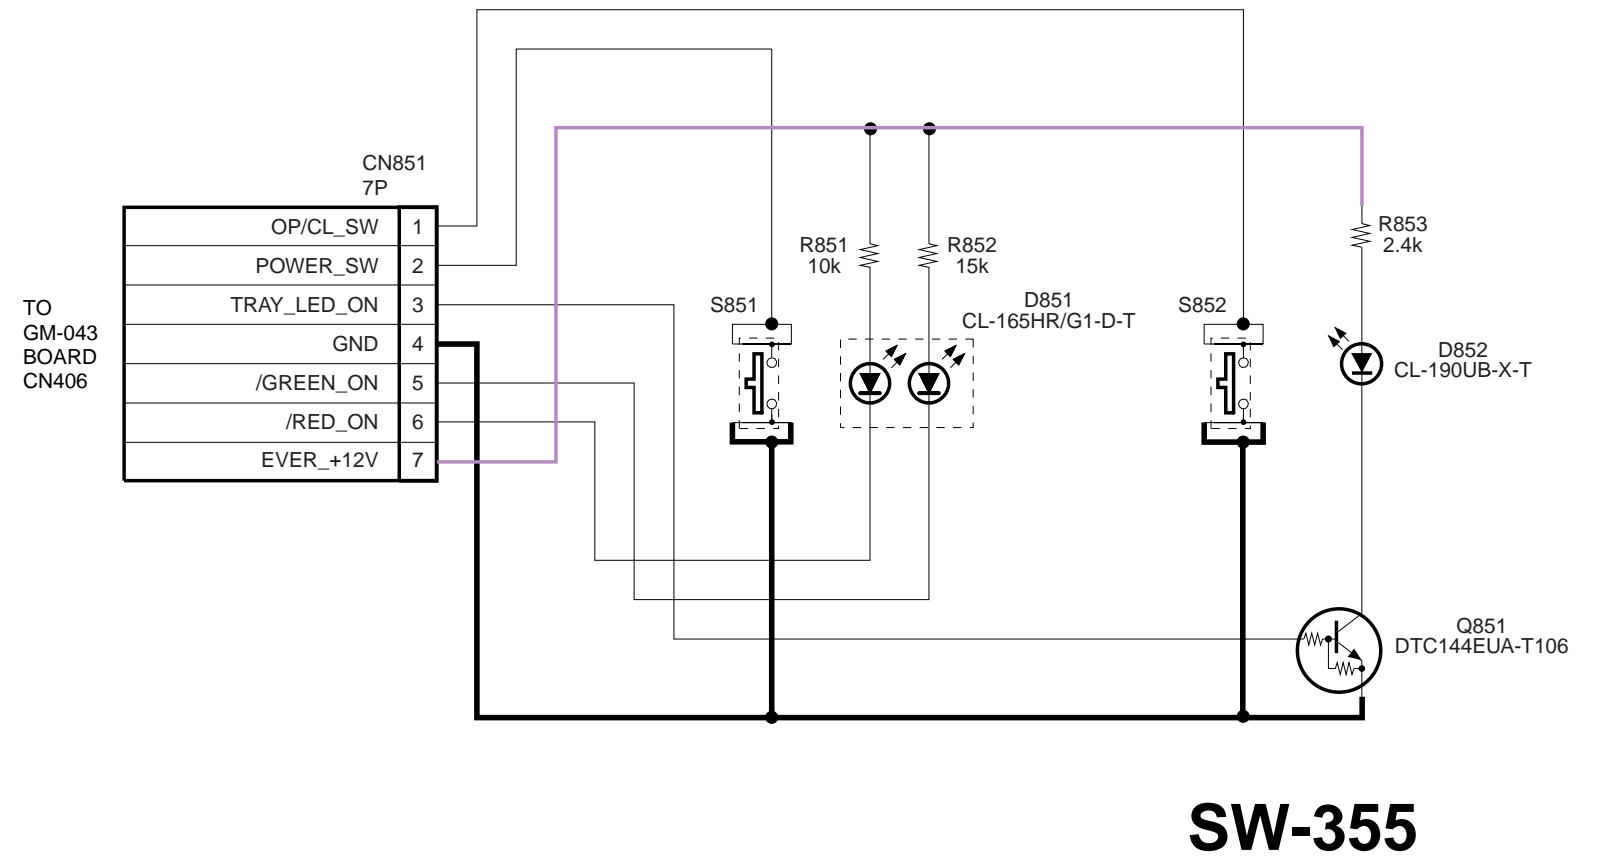 CN851
7P
OP/CL_SW 1
POWER_SW 2
TRAY_LED_ON 3
GND 4
/GREEN_ON 5
/RED_ON 6
EVER_+12V 7
TO
GM-043
BOARD
CN406
S851
R851
10k
R852
15k
D851
CL-165HR/G1-D-T
S852
R853
2.4k
D852
CL-190UB-X-T
Q851
DTC144EUA-T106
SW-355